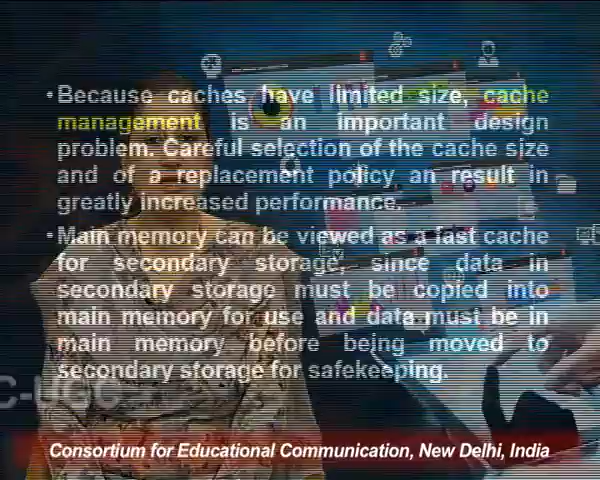 • Because caches have limited size, cache
management is an important design
problem. Careful selection of the cache size
and of a replacement policy an result in
greatly increased performance.
• Main memory can be viewed as a fast cache
for secondary storage, since data in
secondary storage must be copied into
main memory for use and data must be in
main memory before being moved to
secondary storage for safekeeping.
C-UGC
Consortium for Educational Communication, New Delhi, India